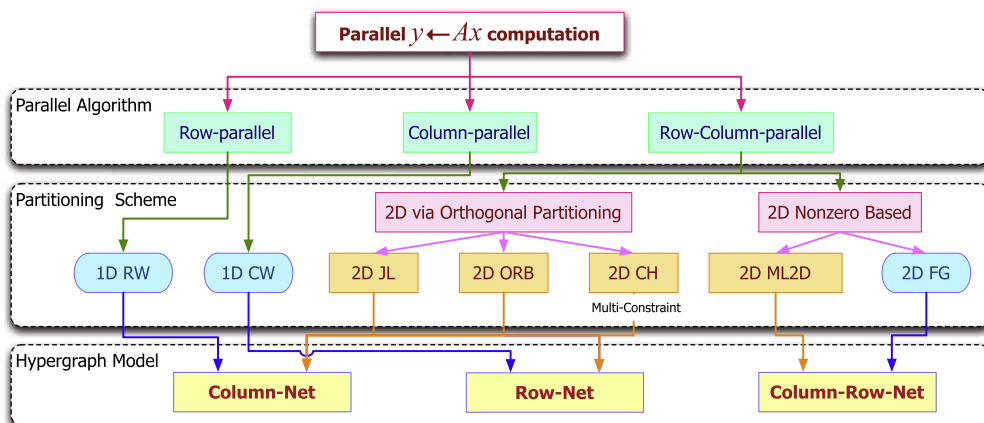 Parallel y←Ax computation
Parallel Algorithm
Row-parallel
Column-parallel
Row-Column-parallel
Partitioning Scheme
2D via Orthogonal Partitioning
2D Nonzero Based
1D RW
1D CW
2D JL
2D ORB
2D CH
2D ML2D
2D FG
Multi-Constraint
Hypergraph Model
Column-Net
Row-Net
Column-Row-Net